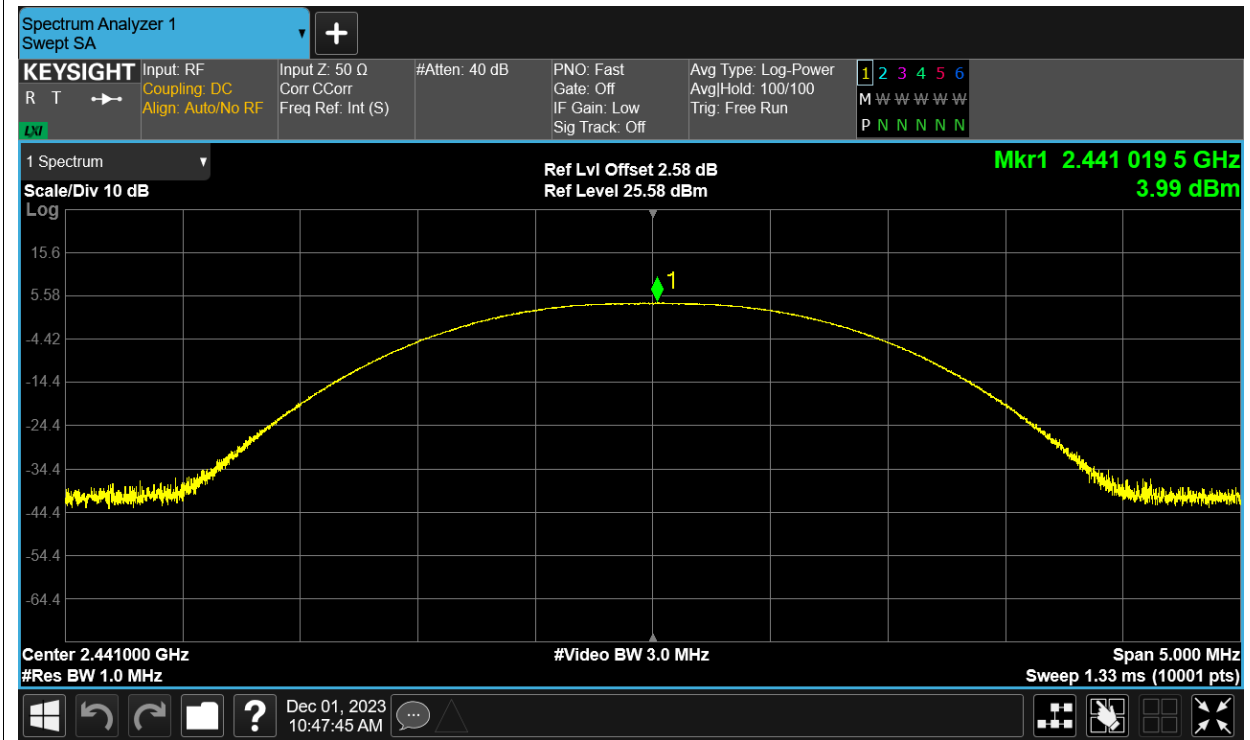 Spectrum Analyzer 1
Swept SA
KEYSIGHT
R T
LXI
Input: RF
Coupling: DC
Align: Auto/No RF
Input Z: 50 Ω
Corr CCorr
Freq Ref: Int (S)
#Atten: 40 dB
PNO: Fast
Gate: Off
IF Gain: Low
Sig Track: Off
Avg Type: Log-Power
Avg|Hold: 100/100
Trig: Free Run
1 2 3 4 5 6
M W W W W W
P N N N N N
1 Spectrum
Scale/Div 10 dB
Log
Ref Lvl Offset 2.58 dB
Ref Level 25.58 dBm
Mkr1 2.441 019 5 GHz
3.99 dBm
15.6
5.58
-4.42
-14.4
-24.4
-34.4
-44.4
-54.4
-64.4
1
Center 2.441000 GHz
#Res BW 1.0 MHz
#Video BW 3.0 MHz
Span 5.000 MHz
Sweep 1.33 ms (10001 pts)
?
Dec 01, 2023
10:47:45 AM